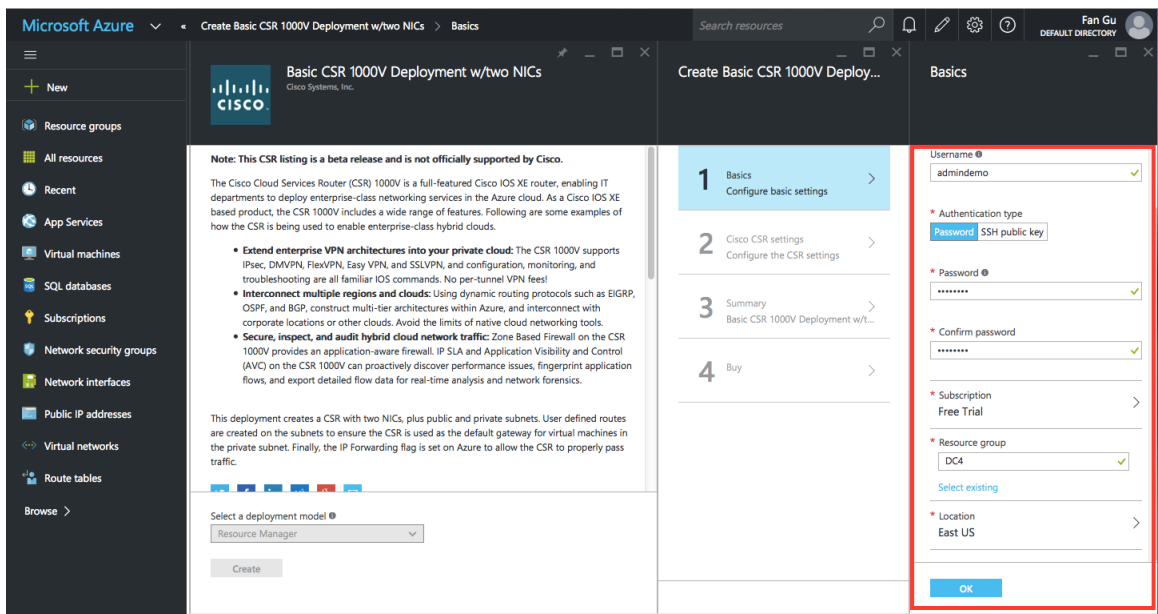 Microsoft Azure
« Create Basic CSR 1000V Deployment w/two NICs > Basics
Search resources
Fan Gu
DEFAULT DIRECTORY
New
Resource groups
All resources
Recent
App Services
Virtual machines
SQL databases
Subscriptions
Network security groups
Network interfaces
Public IP addresses
Virtual networks
Route tables
Browse >
CISCO
Basic CSR 1000V Deployment w/two NICs
Cisco Systems, Inc.
Note: This CSR listing is a beta release and is not officially supported by Cisco.
The Cisco Cloud Services Router (CSR) 1000V is a full-featured Cisco IOS XE router, enabling IT
departments to deploy enterprise-class networking services in the Azure cloud. As a Cisco IOS XE
based product, the CSR 1000V includes a wide range of features. Following are some examples of
how the CSR is being used to enable enterprise-class hybrid clouds.
• Extend enterprise VPN architectures into your private cloud: The CSR 1000V supports
IPsec, DMVPN, FlexVPN, Easy VPN, and SSLVPN, and configuration, monitoring, and
troubleshooting are all familiar IOS commands. No per-tunnel VPN fees!
• Interconnect multiple regions and clouds: Using dynamic routing protocols such as EIGRP,
OSPF, and BGP, construct multi-tier architectures within Azure, and interconnect with
corporate locations or other clouds. Avoid the limits of native cloud networking tools.
• Secure, inspect, and audit hybrid cloud network traffic: Zone Based Firewall on the CSR
1000V provides an application-aware firewall. IP SLA and Application Visibility and Control
(AVC) on the CSR 1000V can proactively discover performance issues, fingerprint application
flows, and export detailed flow data for real-time analysis and network forensics.
This deployment creates a CSR with two NICs, plus public and private subnets. User defined routes
are created on the subnets to ensure the CSR is used as the default gateway for virtual machines in
the private subnet. Finally, the IP Forwarding flag is set on Azure to allow the CSR to properly pass
traffic.
Select a deployment model
Resource Manager
Create
Create Basic CSR 1000V Deploy...
1 Basics
Configure basic settings
2 Cisco CSR settings
Configure the CSR settings
3 Summary
Basic CSR 1000V Deployment w/t...
4 Buy
Basics
Username
admindemo
* Authentication type
Password SSH public key
* Password
••••••••
* Confirm password
••••••••
* Subscription
Free Trial
* Resource group
DC4
Select existing
* Location
East US
OK